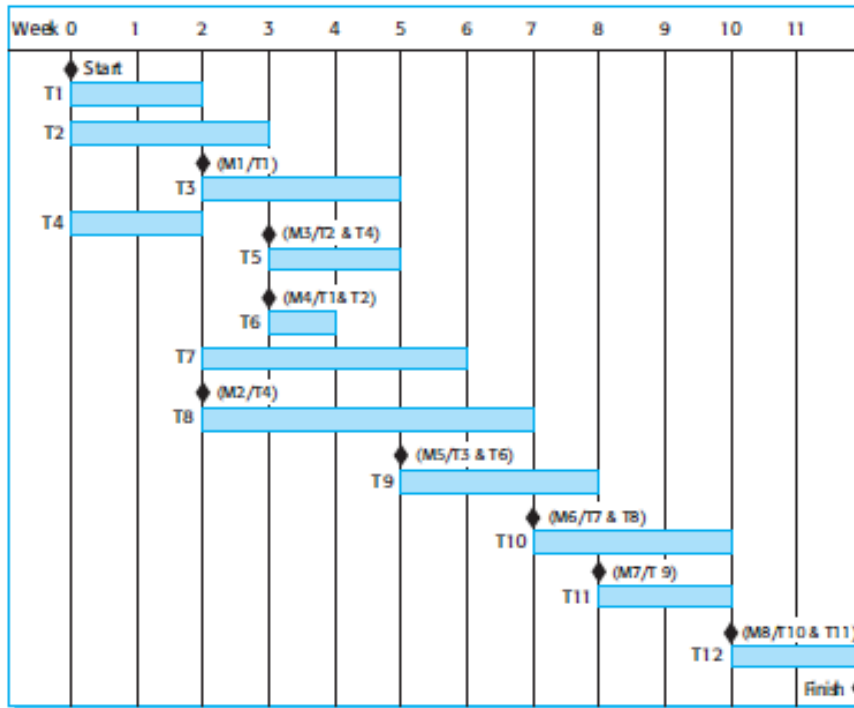 Week 0 1 2 3 4 5 6 7 8 9 10 11
Start
T1
T2
(M1/T1)
T3
T4
(M3/T2 & T4)
T5
(M4/T1& T2)
T6
T7
(M2/T4)
T8
(M5/T3 & T6)
T9
(M6/T7 & T8)
T10
(M7/T 9)
T11
(M8/T10 & T11)
T12
Finish